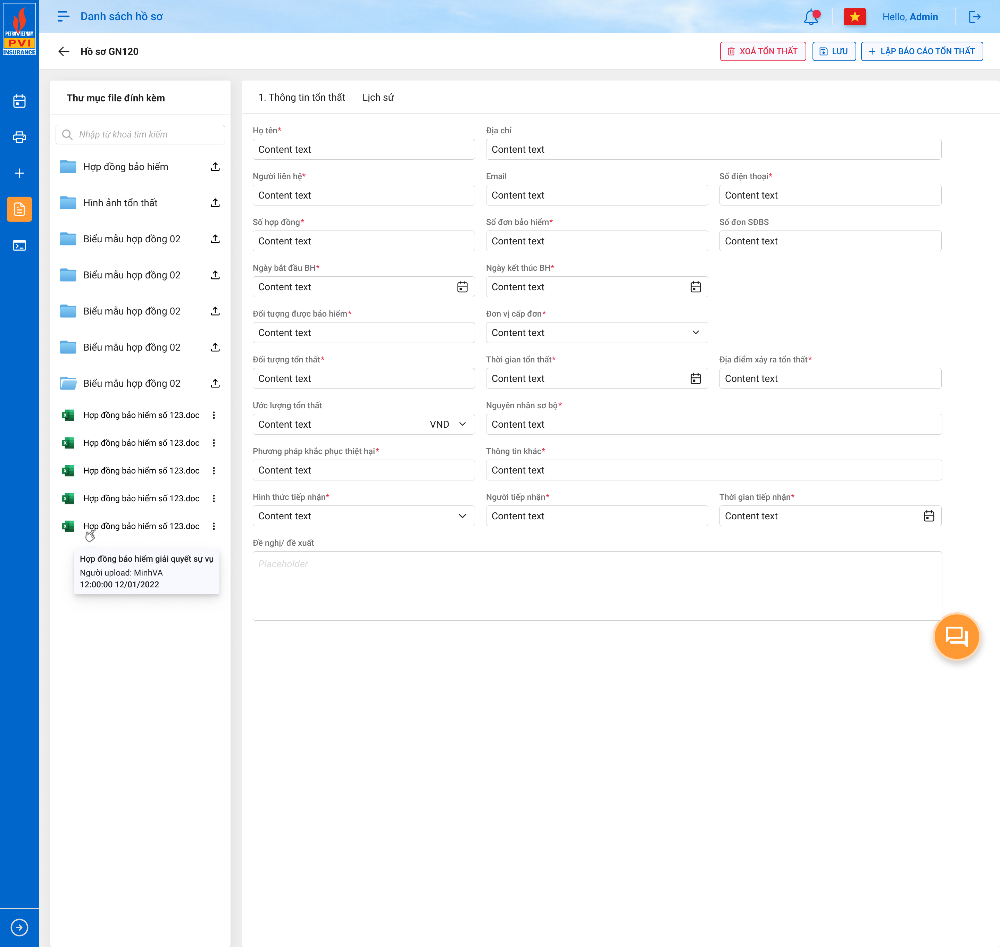 PETROVIETNAM
PVI
INSURANCE
Danh sách hồ sơ
Hello, Admin
Hồ sơ GN120
XOÁ TỔN THẤT
LƯU
LẬP BÁO CÁO TỔN THẤT
Thư mục file đính kèm
Nhập từ khoá tìm kiếm
Hợp đồng bảo hiểm
Hình ảnh tổn thất
Biểu mẫu hợp đồng 02
Biểu mẫu hợp đồng 02
Biểu mẫu hợp đồng 02
Biểu mẫu hợp đồng 02
Biểu mẫu hợp đồng 02
Hợp đồng bảo hiểm số 123.doc
Hợp đồng bảo hiểm số 123.doc
Hợp đồng bảo hiểm số 123.doc
Hợp đồng bảo hiểm số 123.doc
Hợp đồng bảo hiểm số 123.doc
Hợp đồng bảo hiểm giải quyết sự vụ
Người upload: MinhVA
12:00:00 12/01/2022
1. Thông tin tổn thất Lịch sử
Họ tên* Địa chỉ
Content text Content text
Người liên hệ* Email Số điện thoại*
Content text Content text Content text
Số hợp đồng* Số đơn bảo hiểm* Số đơn SĐBS
Content text Content text Content text
Ngày bắt đầu BH* Ngày kết thúc BH*
Content text Content text
Đối tượng được bảo hiểm* Đơn vị cấp đơn*
Content text Content text
Đối tượng tổn thất* Thời gian tổn thất* Địa điểm xảy ra tổn thất*
Content text Content text Content text
Ước lượng tổn thất Nguyên nhân sơ bộ*
Content text VND Content text
Phương pháp khắc phục thiệt hại* Thông tin khác*
Content text Content text
Hình thức tiếp nhận* Người tiếp nhận* Thời gian tiếp nhận*
Content text Content text Content text
Đề nghị/ đề xuất
Placeholder